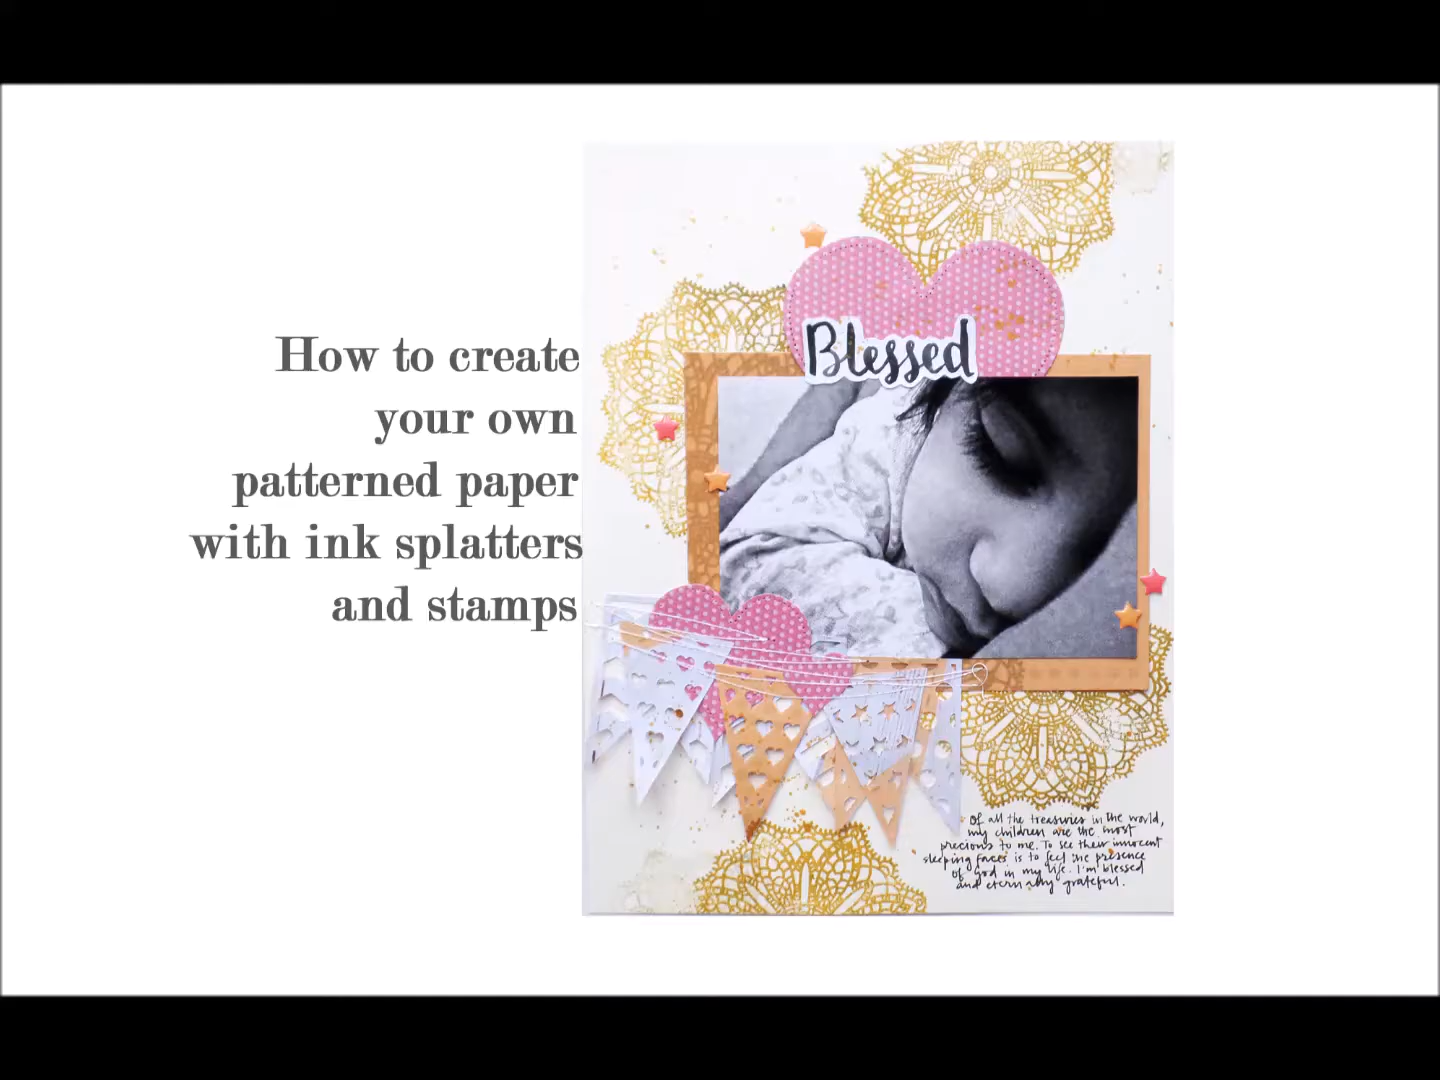 How to create
your own
patterned paper
with ink splatters
and stamps
Blessed
Of all the treasuries in the world,
my children are the most
precious to me. To see their innocent
sleeping faces is to feel the presence
of God in my life. I'm blessed
and eternally grateful.